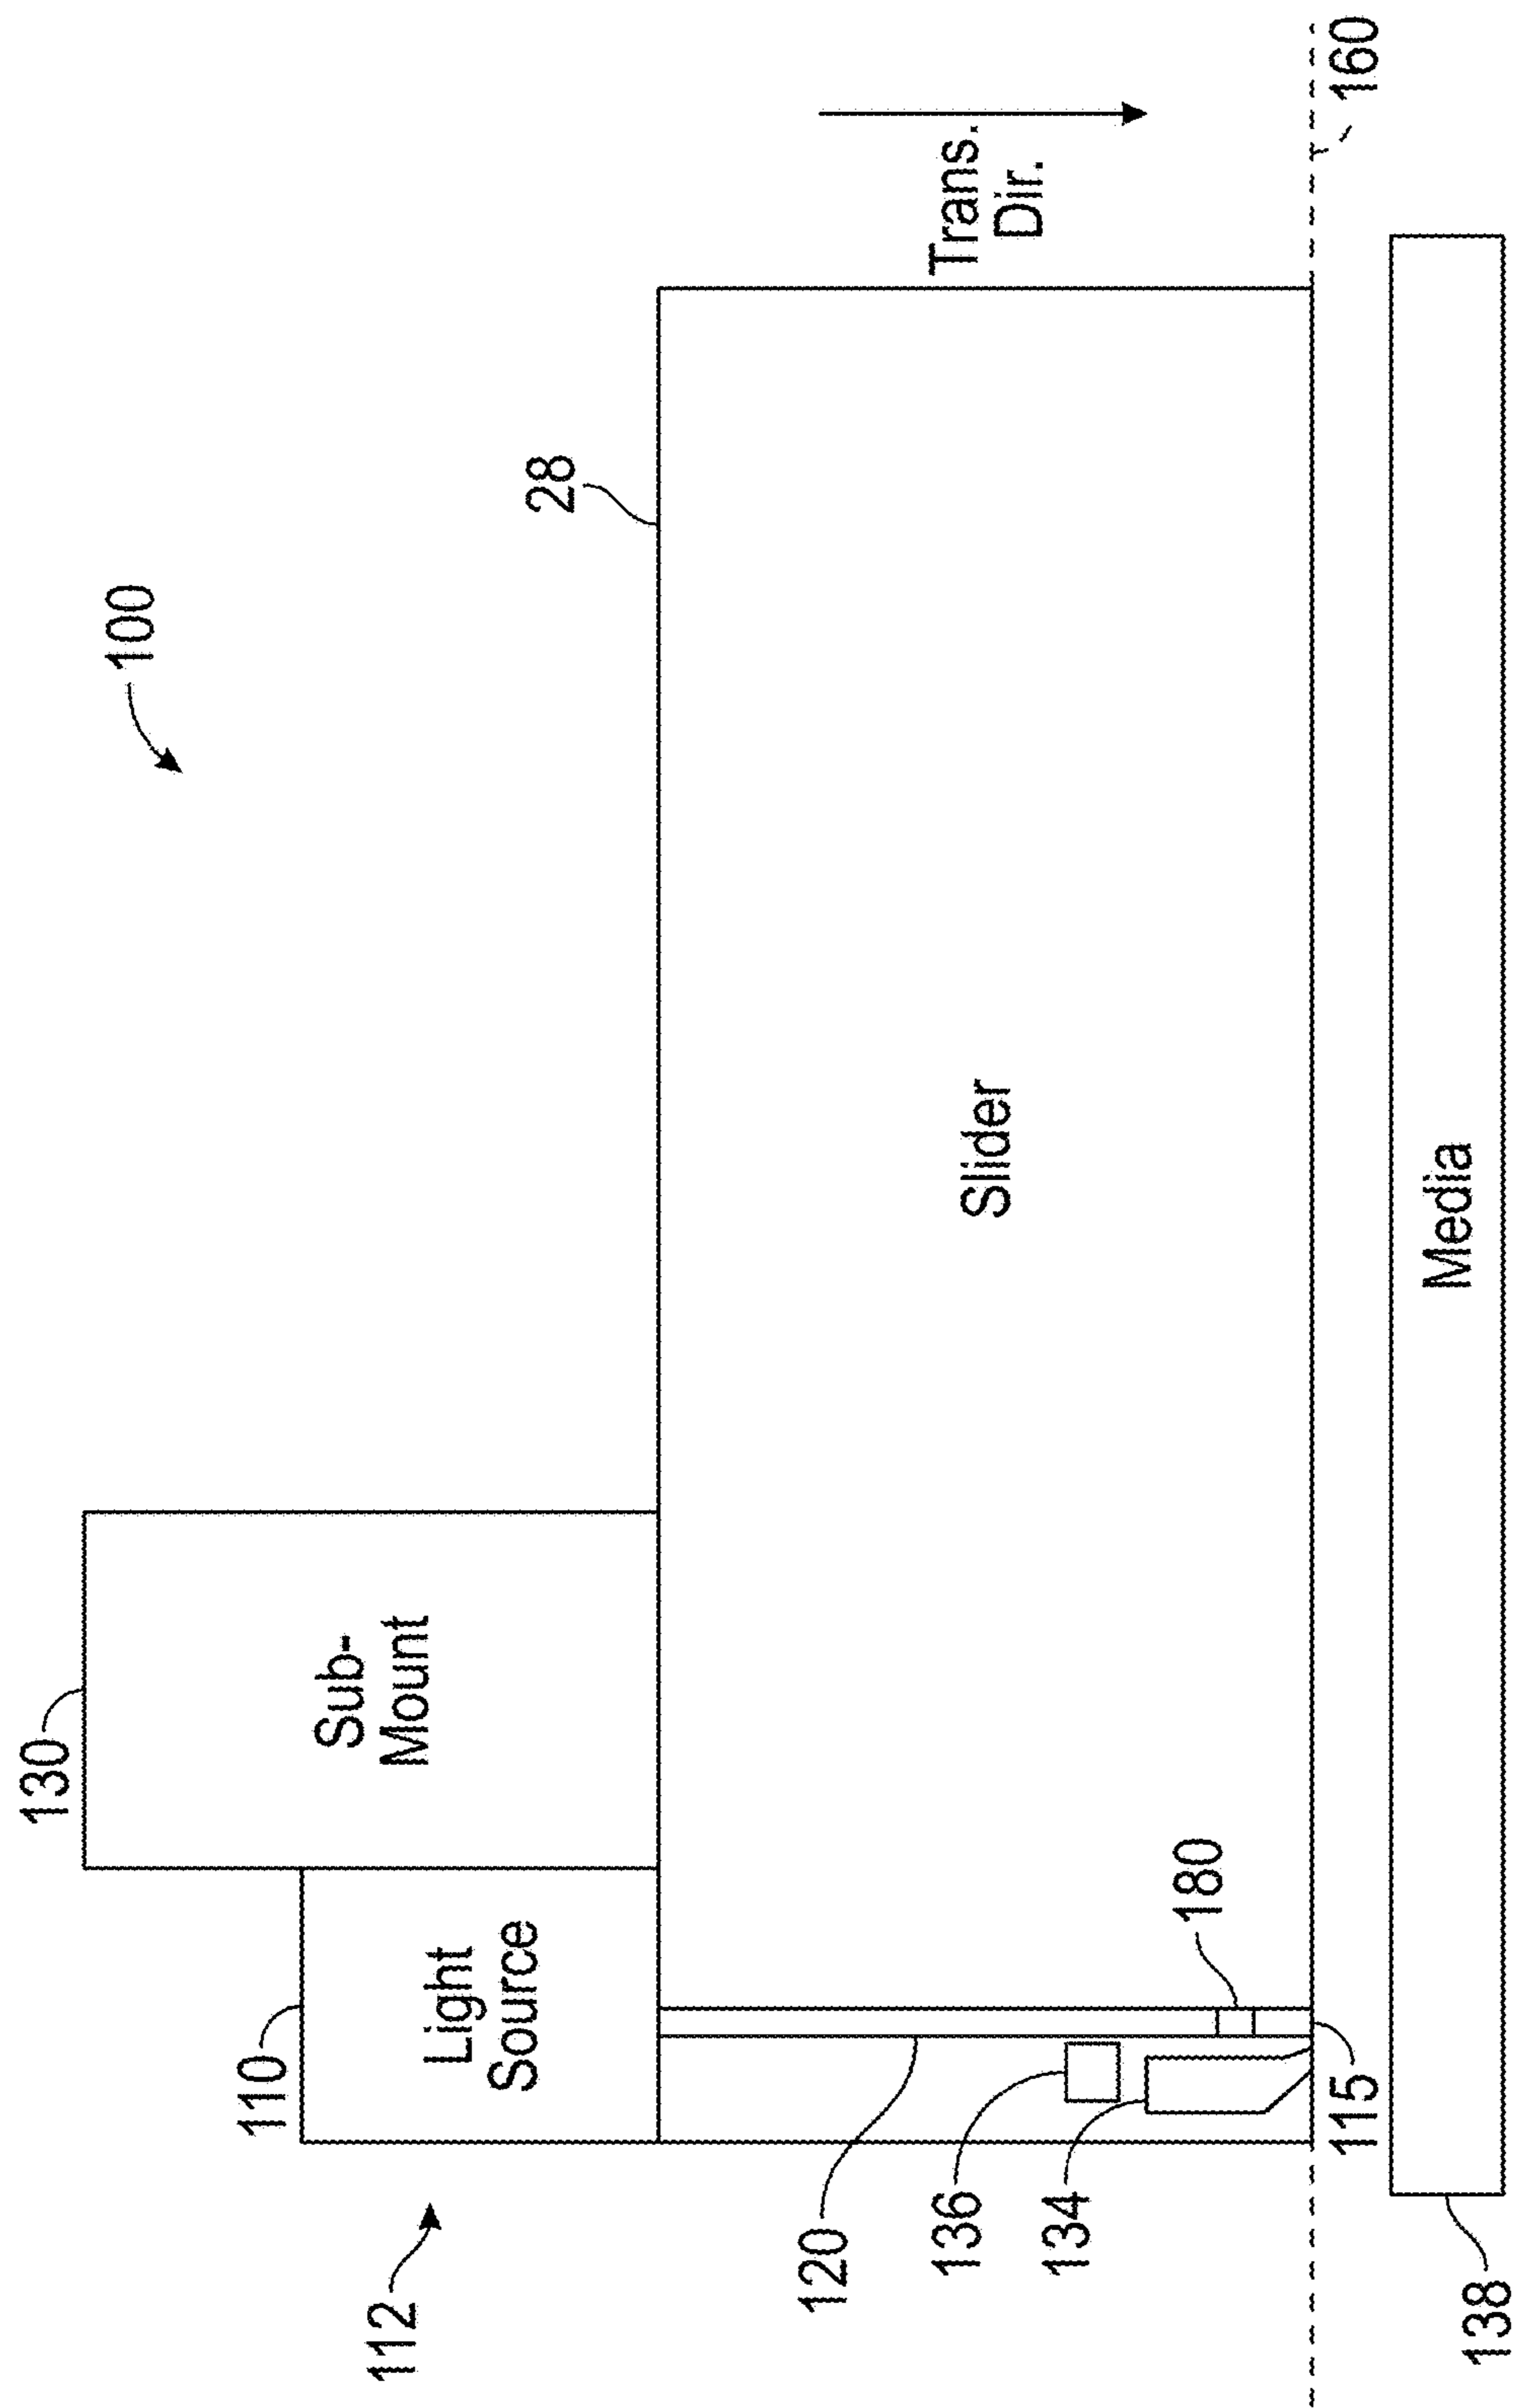 100
130
Sub-
Mount
110
Light
Source
112
28
Trans.
Dir.
Slider
120
136
134
180
115
160
Media
138